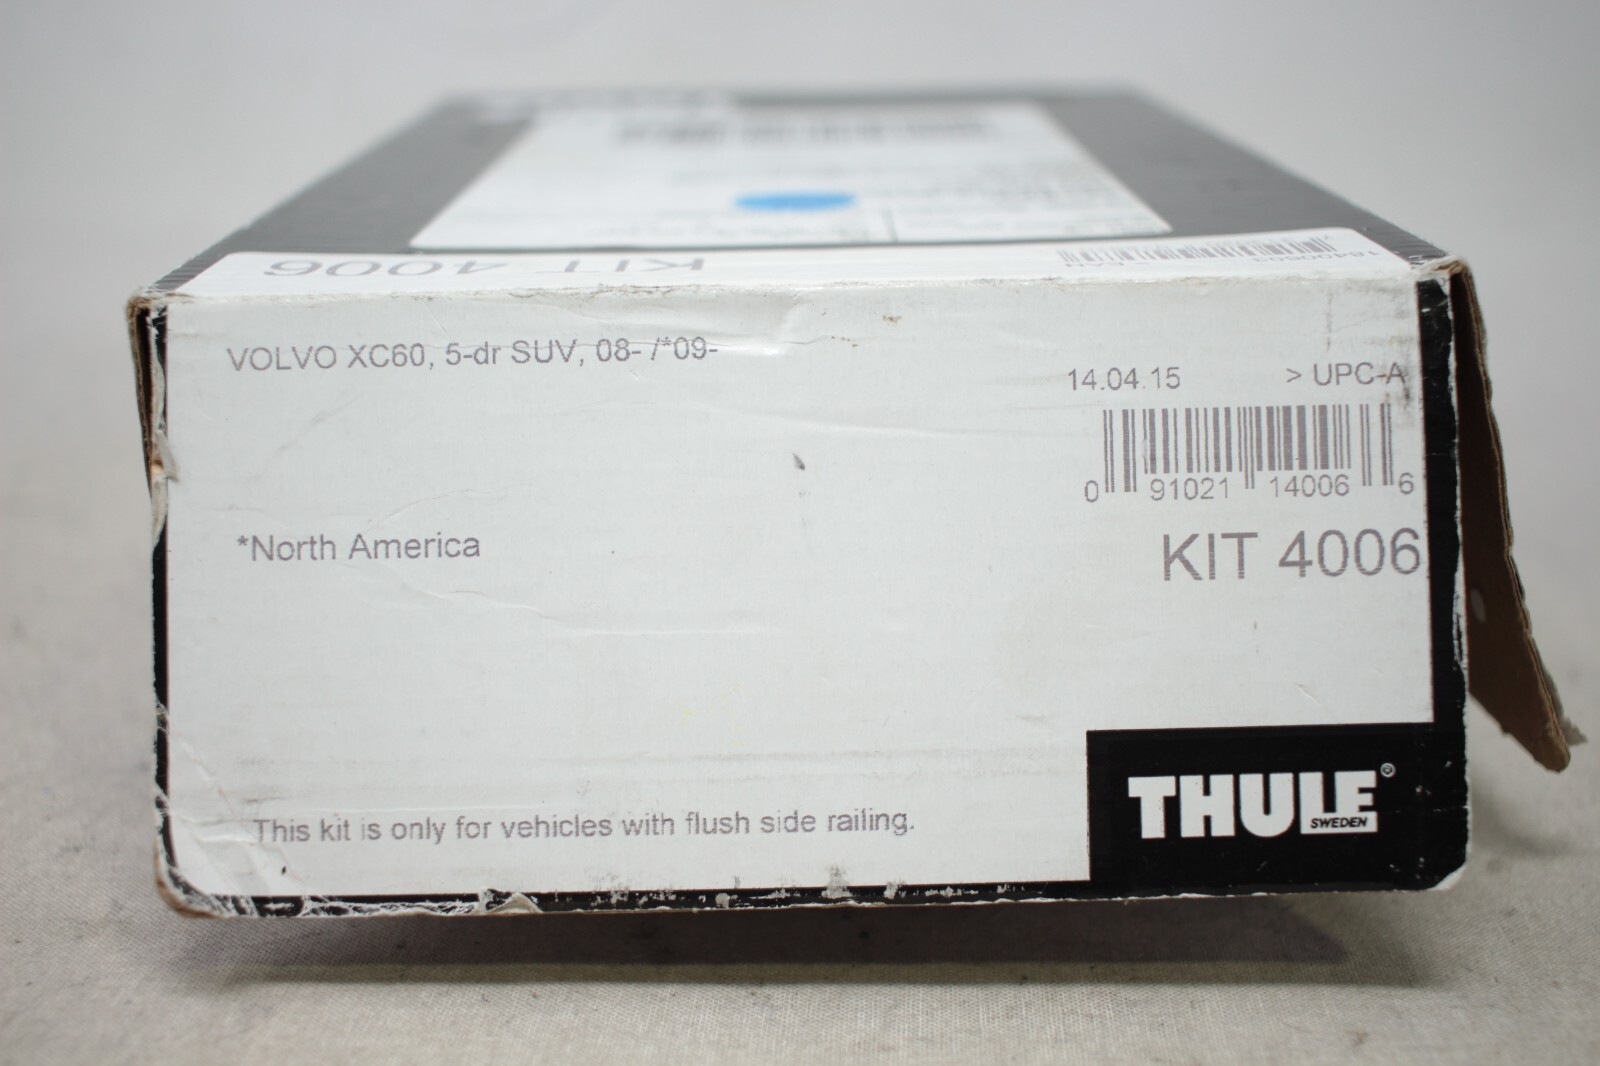 KIT 4006
EAN
VOLVO XC60, 5-dr SUV, 08- /*09-
14.04.15 > UPC-A
0 91021 14006 6
*North America
KIT 4006
This kit is only for vehicles with flush side railing.
THULE®
SWEDEN